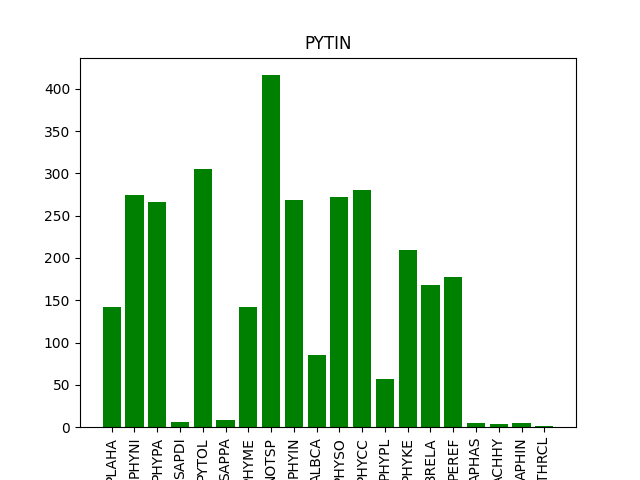 PYTIN
400
350
300
250
200
150
100
50
0
PLAHA
PHYNI
PHYPA
SAPDI
PYTOL
SAPPA
PHYME
NOTSP
PHYIN
ALBCA
PHYSO
PHYCC
PHYPL
PHYKE
BRELA
PEREF
APHAS
ACHHY
APHIN
THRCL